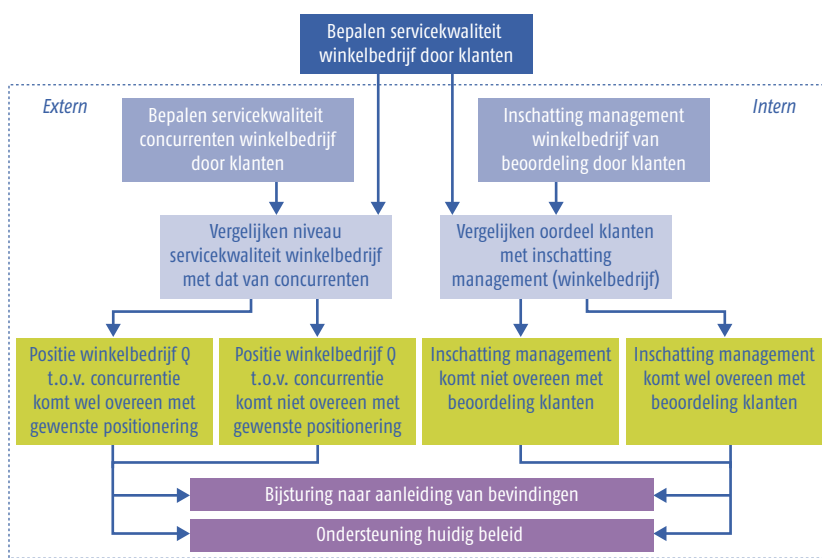 Bepalen servicekwaliteit
winkelbedrijf door klanten
Extern
Intern
Bepalen servicekwaliteit
concurrenten winkelbedrijf
door klanten
Inschatting management
winkelbedrijf van
beoordeling door klanten
Vergelijken niveau
servicekwaliteit winkelbedrijf
met dat van concurrenten
Vergelijken oordeel klanten
met inschatting
management (winkelbedrijf)
Positie winkelbedrijf Q
t.o.v. concurrentie
komt wel overeen met
gewenste positionering
Positie winkelbedrijf Q
t.o.v. concurrentie
komt niet overeen met
gewenste positionering
Inschatting management
komt niet overeen met
beoordeling klanten
Inschatting management
komt wel overeen met
beoordeling klanten
Bijsturing naar aanleiding van bevindingen
Ondersteuning huidig beleid